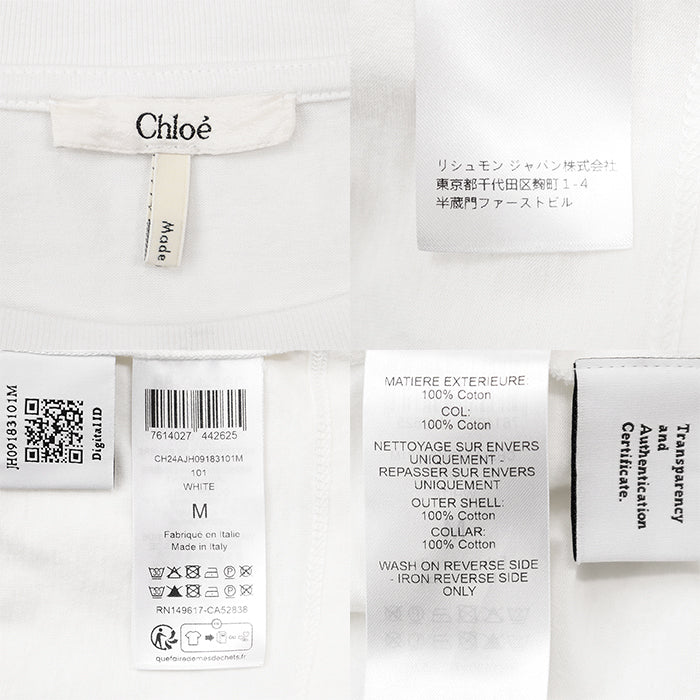 Chloé
Made
リシュモン ジャパン株式会社
東京都千代田区麹町1-4
半蔵門ファーストビル
JH09183101M
Digital ID
7614027 442625
CH24AJH09183101M
101
WHITE
M
Fabriqué en Italie
Made in Italy
RN149617-CA52838
FR
quefairedemesdechets.fr
MATIERE EXTERIEURE:
100% Coton
COL:
100% Coton
NETTOYAGE SUR ENVERS
UNIQUEMENT -
REPASSER SUR ENVERS
UNIQUEMENT
OUTER SHELL:
100% Cotton
COLLAR:
100% Cotton
WASH ON REVERSE SIDE
- IRON REVERSE SIDE
ONLY
Transparency
and
Authentication
Certificate.